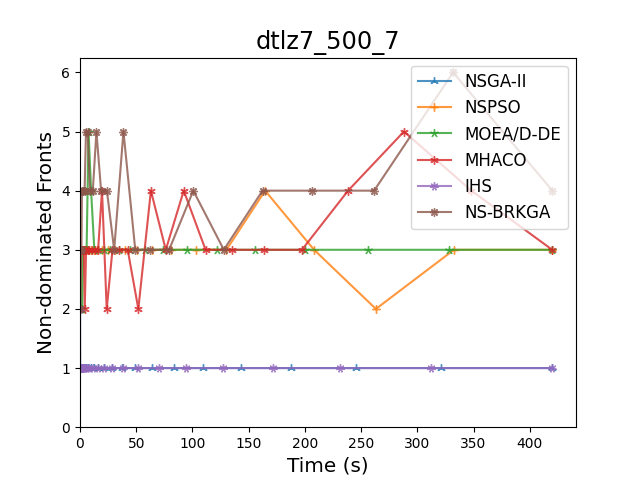 dtlz7_500_7
Non-dominated Fronts
6
5
4
3
2
1
0
0 50 100 150 200 250 300 350 400
Time (s)
NSGA-II
NSPSO
MOEA/D-DE
MHACO
IHS
NS-BRKGA